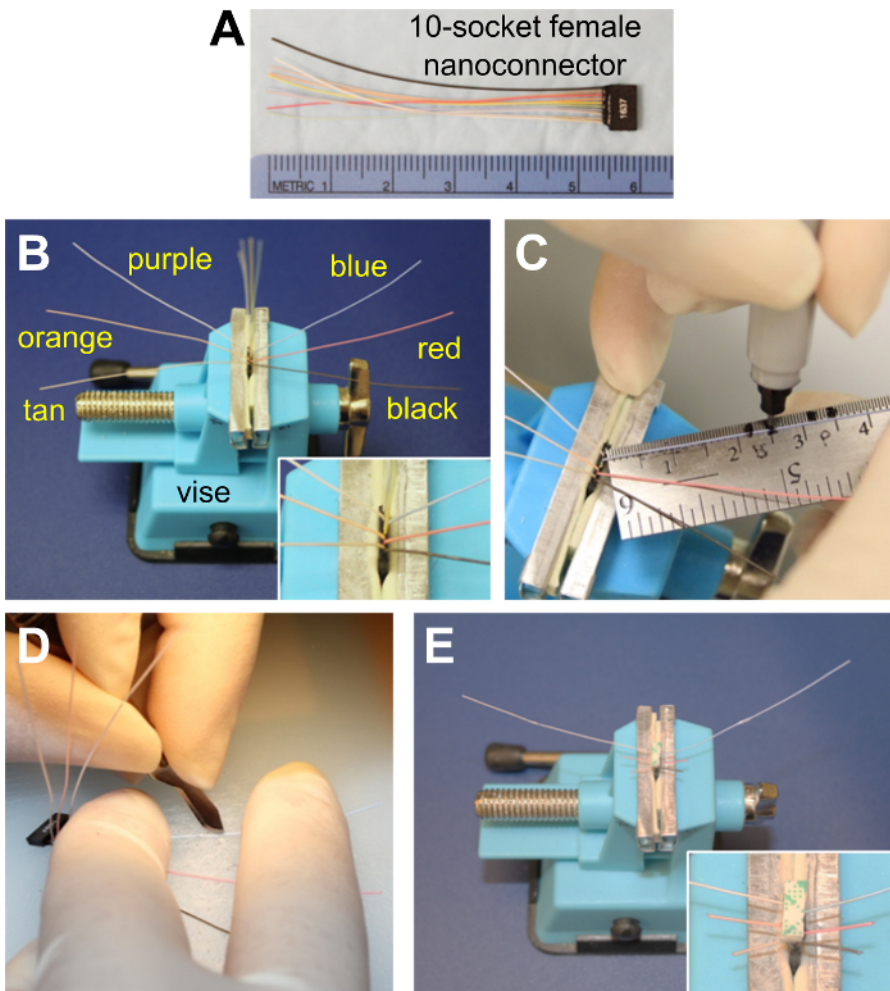 A
10-socket female
nanoconnector
1637
METRIC 1 2 3 4 5 6
B
purple
blue
orange
red
tan
black
vise
C
1 2 3 4
5
6
D
E